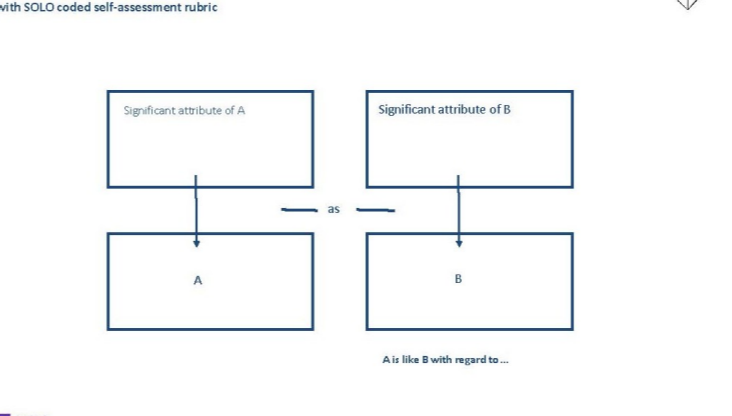 with SOLO coded self-assessment rubric
Significant attribute of A
Significant attribute of B
as
A
B
A is like B with regard to ...